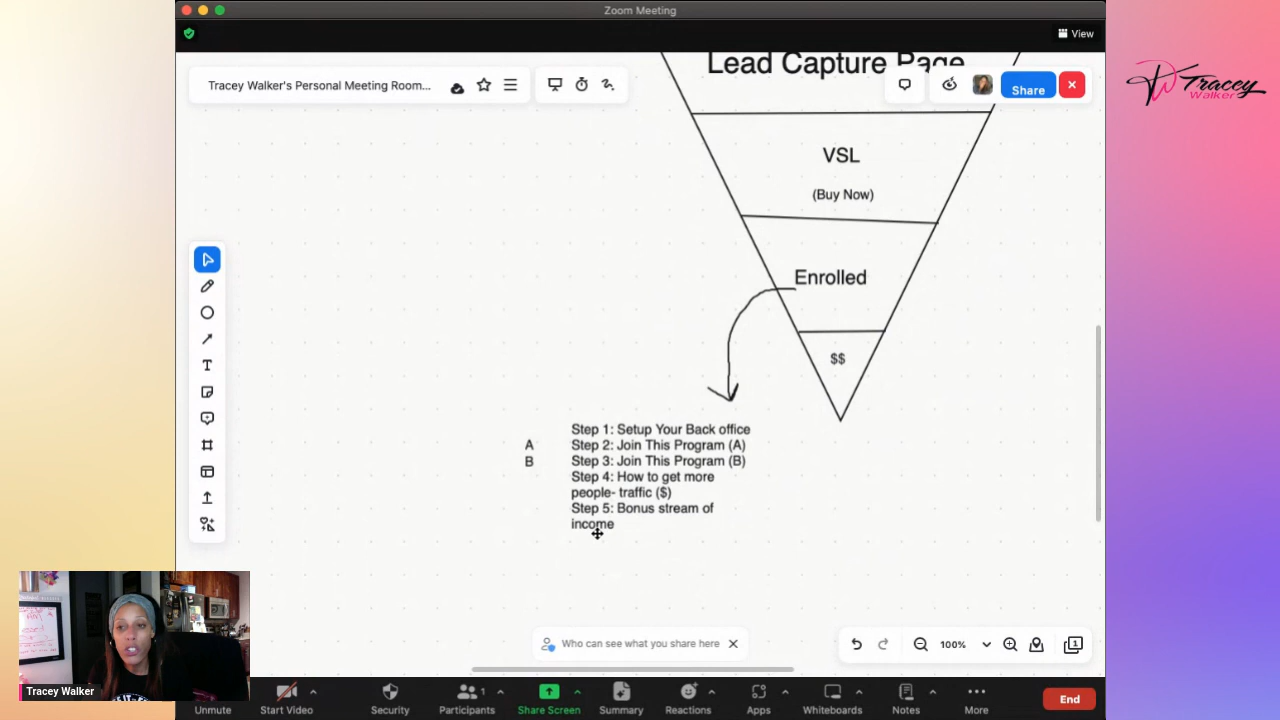 Zoom Meeting
View
Lead Capture Page
Tracey Walker's Personal Meeting Room...
Share
Tracey
Walker
VSL
(Buy Now)
Enrolled
$$
Step 1: Setup Your Back office
A Step 2: Join This Program (A)
B Step 3: Join This Program (B)
Step 4: How to get more
people- traffic ($)
Step 5: Bonus stream of
income
Who can see what you share here
100%
1
Tracey Walker
Unmute
Start Video
Security
Participants 1
Share Screen
Summary
Reactions
Apps
Whiteboards
Notes
More
End